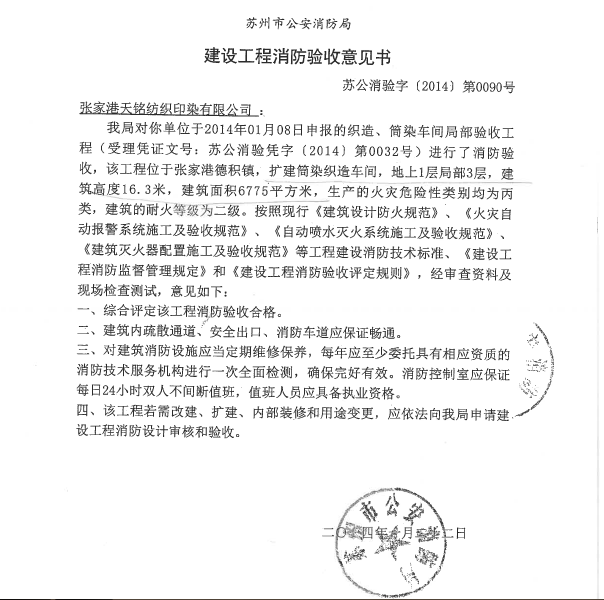 苏州市公安消防局
建设工程消防验收意见书
苏公消验字〔2014〕第0090号
张家港天铭纺织印染有限公司：
我局对你单位于2014年01月08日申报的织造、筒染车间局部验收工
程（受理凭证文号：苏公消验凭字〔2014〕第0032号）进行了消防验
收，该工程位于张家港德积镇，扩建筒染织造车间，地上1层局部3层，建
筑高度16.3米，建筑面积6775平方米，生产的火灾危险性类别均为丙
类，建筑的耐火等级为二级。按照现行《建筑设计防火规范》、《火灾自
动报警系统施工及验收规范》、《自动喷水灭火系统施工及验收规范》、
《建筑灭火器配置施工及验收规范》等工程建设消防技术标准、《建设工
程消防监督管理规定》和《建设工程消防验收评定规则》，经审查资料及
现场检查测试，意见如下：
一、综合评定该工程消防验收合格。
二、建筑内疏散通道、安全出口、消防车道应保证畅通。
三、对建筑消防设施应当定期维修保养，每年应至少委托具有相应资质的
消防技术服务机构进行一次全面检测，确保完好有效。消防控制室应保证
每日24小时双人不间断值班，值班人员应具备执业资格。
四、该工程若需改建、扩建、内部装修和用途变更，应依法向我局申请建
设工程消防设计审核和验收。
苏州市公安消防局
二〇一四年一月二十二日